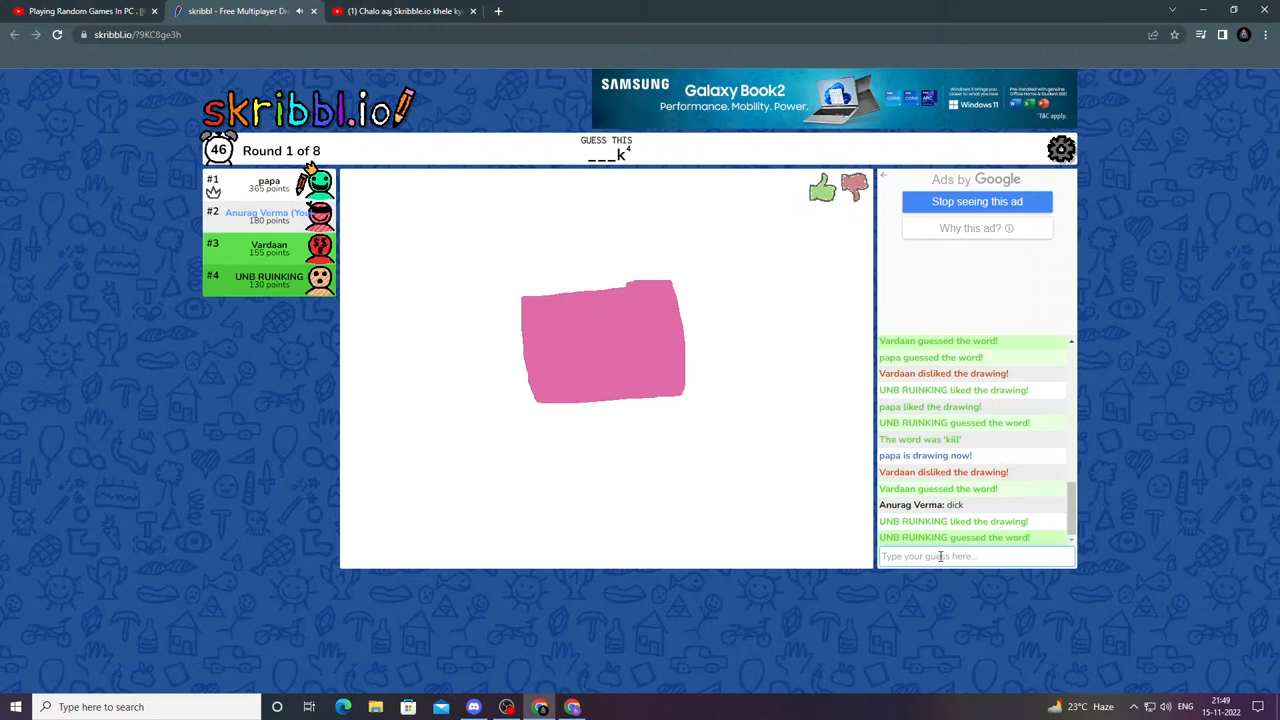 Playing Random Games In PC . ||
skribbl - Free Multiplayer Dr
(1) Chalo aaj Skribble.io khele ky
skribbl.io/?9KC8ge3h
skribbl.io
SAMSUNG
Galaxy Book2
Performance. Mobility. Power.
Windows 11
*T&C apply.
46
Round 1 of 8
GUESS THIS
___k 4
#1
papa
365 points
#2
Anurag Verma (You
180 points
#3
Vardaan
155 points
#4
UNB RUINKING
130 points
Ads by Google
Stop seeing this ad
Why this ad?
Vardaan guessed the word!
papa guessed the word!
Vardaan disliked the drawing!
UNB RUINKING liked the drawing!
papa liked the drawing!
UNB RUINKING guessed the word!
The word was 'kill'
papa is drawing now!
Vardaan disliked the drawing!
Vardaan guessed the word!
Anurag Verma: dick
UNB RUINKING liked the drawing!
UNB RUINKING guessed the word!
Type your guess here...
Type here to search
23°C Haze
ENG
21:49
15-11-2022